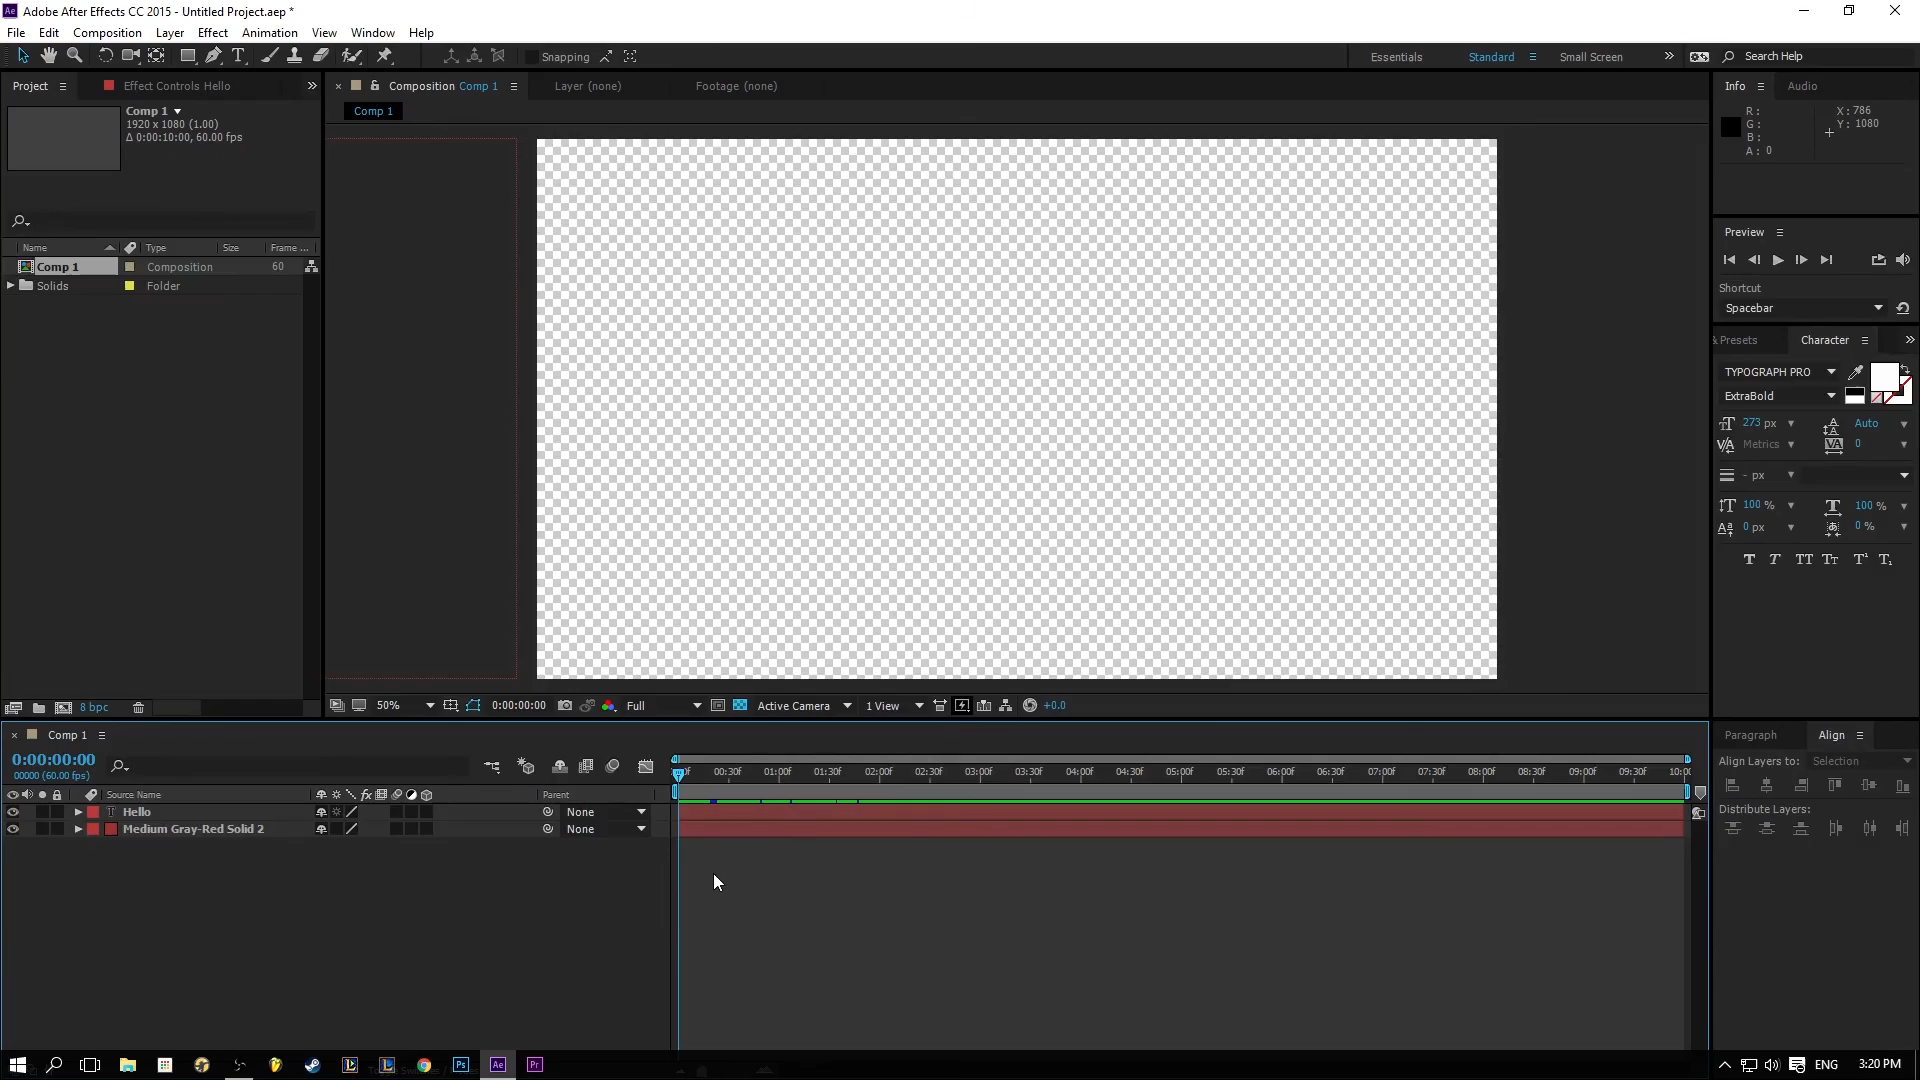 Adobe After Effects CC 2015 - Untitled Project.aep *
File Edit Composition Layer Effect Animation View Window Help
Snapping
Essentials Standard Small Screen Search Help
Project Effect Controls Hello
Composition Comp 1 Layer (none) Footage (none)
Info Audio
Comp 1
1920 x 1080 (1.00)
Δ 0:00:10:00, 60.00 fps
Comp 1
R:
G:
B:
A: 0
X: 786
Y: 1080
Preview
Shortcut
Spacebar
Name Type Size Frame ...
Comp 1 Composition 60
Solids Folder
& Presets Character
TYPOGRAPH PRO
ExtraBold
273 px Auto
Metrics 0
- px
100 % 100 %
0 px 0 %
8 bpc
50% 0:00:00:00 Full Active Camera 1 View +0.0
Comp 1
0:00:00:00
00000 (60.00 fps)
00:30f 01:00f 01:30f 02:00f 02:30f 03:00f 03:30f 04:00f 04:30f 05:00f 05:30f 06:00f 06:30f 07:00f 07:30f 08:00f 08:30f 09:00f 09:30f 10:00
Source Name Parent
Hello None
Medium Gray-Red Solid 2 None
Paragraph Align
Align Layers to: Selection
Distribute Layers:
Ps Ae Pr
ENG 3:20 PM